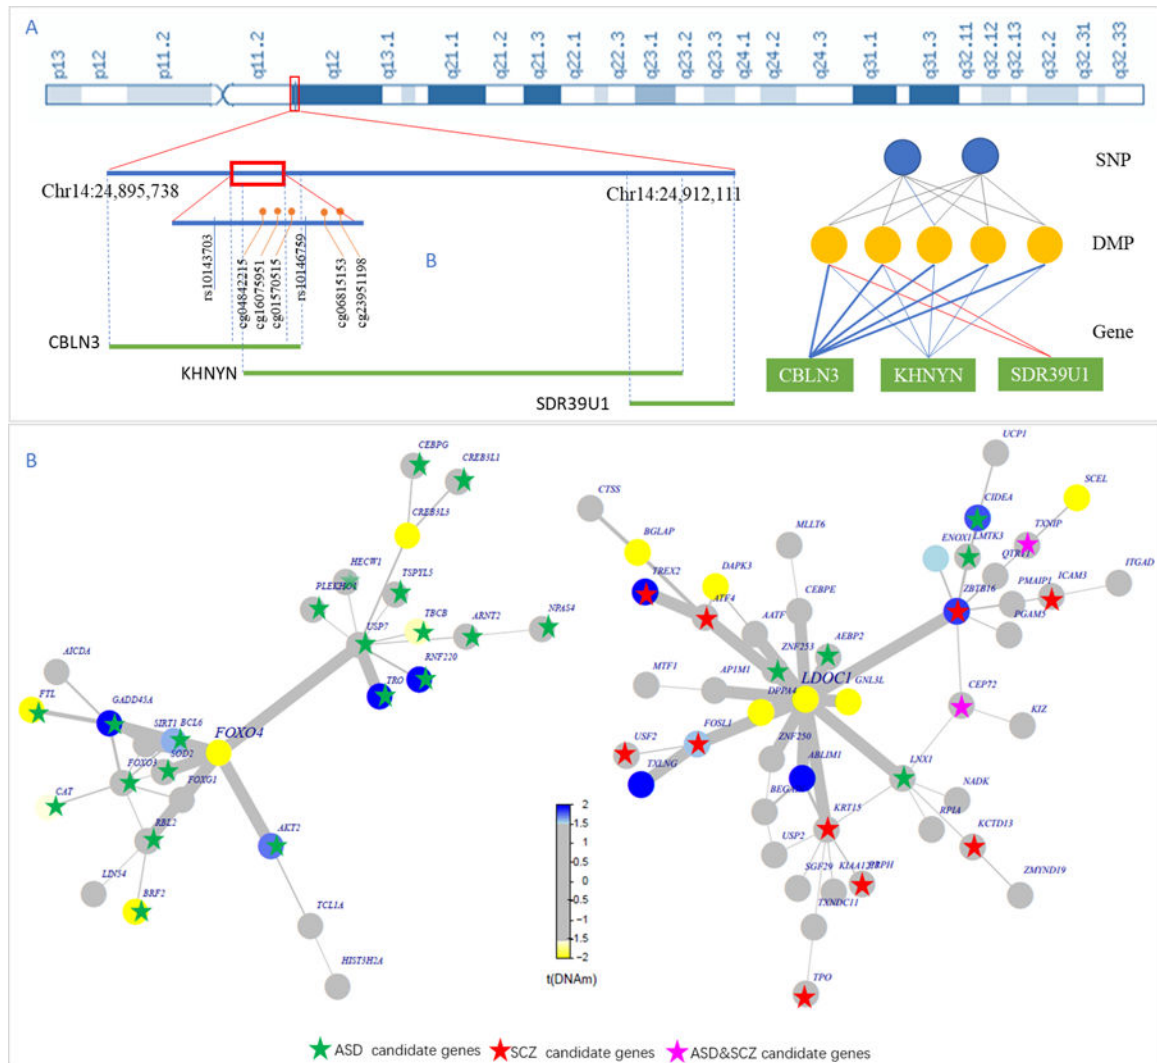 A
p13
p12
p11.2
q11.2
q12
q13.1
q21.1
q21.2
q21.3
q22.1
q22.2
q22.3
q23.1
q23.2
q23.3
q24.1
q24.2
q24.3
q31.1
q31.3
q32.11
q32.12
q32.13
q32.2
q32.31
q32.33
Chr14:24,895,738
Chr14:24,912,111
rs10143703
cg04842215
cg16075951
cg01570515
rs10146759
cg06815153
cg23951198
B
CBLN3
KHNYN
SDR39U1
SNP
DMP
Gene
CBLN3
KHNYN
SDR39U1
B
CEBPG
CREB3L1
CREB3L3
HECW1
TSPYL5
USP7
TBCB
ARNT2
NPAS4
RNF220
TRO
AICDA
FTL
GADD45A
SIRT1
BCL6
FOXO4
SOD2
FOXO3
FOXG1
CAT
RBL2
AKT2
LIN54
BRF2
TCL1A
HIST3H2A
UCP1
CTSS
SCEL
CIDEA
BGLAP
MLLT6
TXNIP
ENOX1
LMTK3
TREX2
DAPK3
ITGAD
ATF4
CEBPE
ZBTB16
PMAIP1
ICAM3
AATF
PGAM5
ZNF253
AEBP2
MTF1
AP1M1
LDOC1
DPPA4
GNL3L
CEP72
KIZ
USF2
FOSL1
ZNF250
ABLIM1
TXLNG
LNX1
NADK
KRT15
RPIA
KCTD13
USP2
SGF29
TXNDC11
ZMYND19
TPO
2
1.5
1
0.5
0
-0.5
-1
-1.5
-2
t(DNAm)
ASD candidate genes
SCZ candidate genes
ASD&SCZ candidate genes